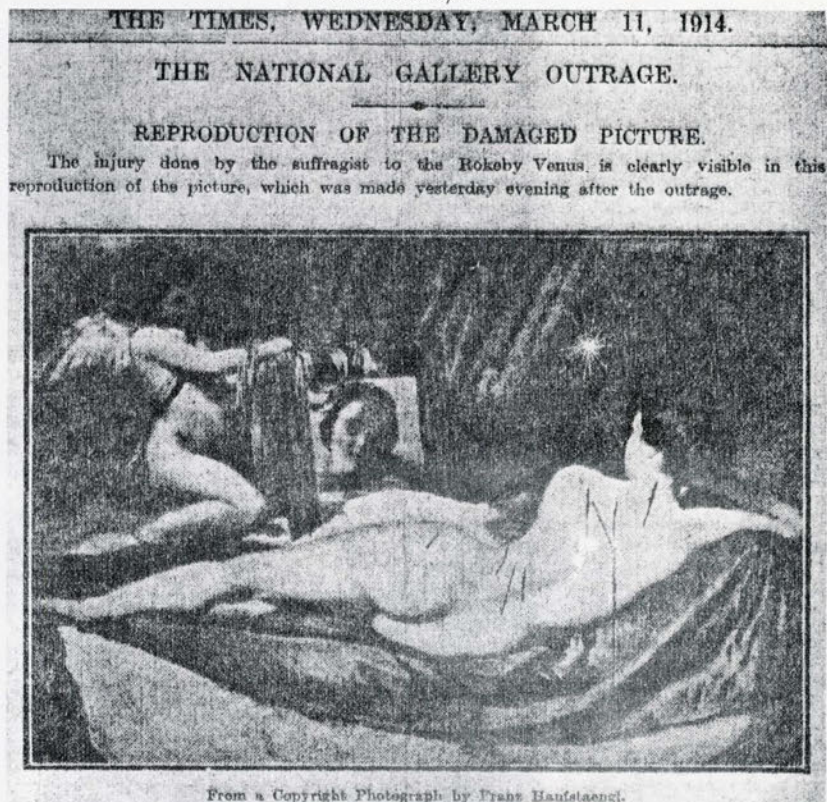 THE TIMES, WEDNESDAY, MARCH 11, 1914.
THE NATIONAL GALLERY OUTRAGE.
REPRODUCTION OF THE DAMAGED PICTURE.
The injury done by the suffragist to the Rokeby Venus is clearly visible in this
reproduction of the picture, which was made yesterday evening after the outrage.
From a Copyright Photograph by Franz Hanfstaengl.